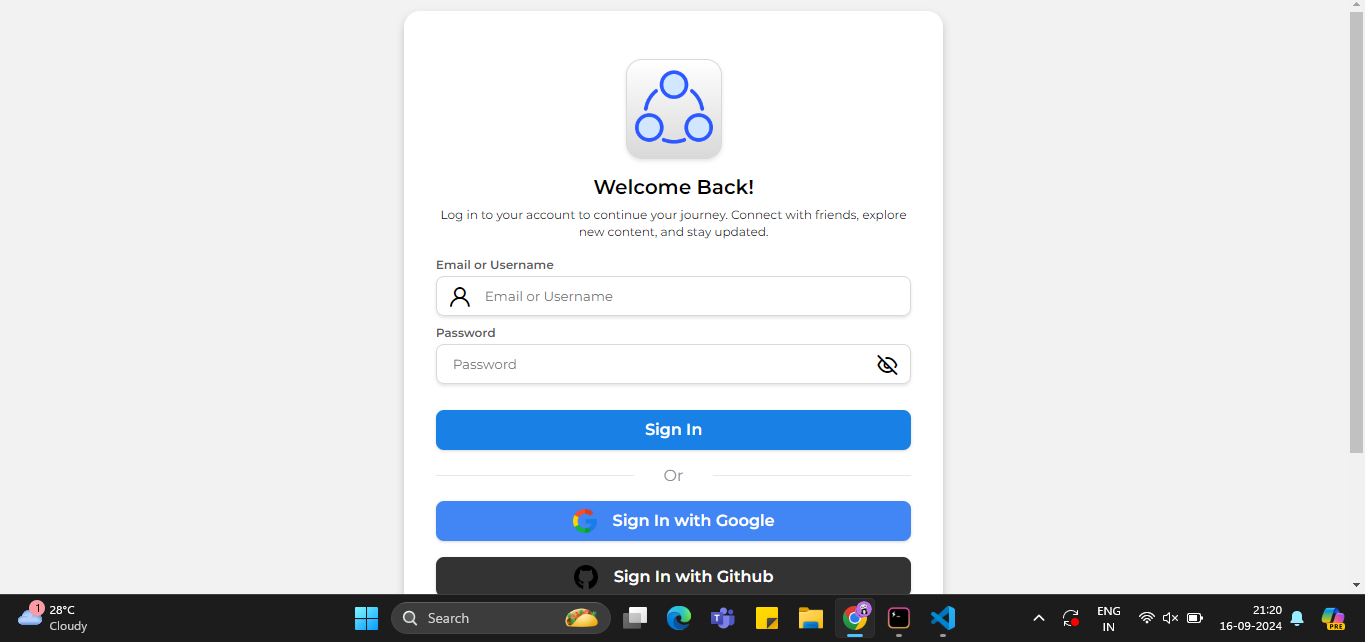 Welcome Back!
Log in to your account to continue your journey. Connect with friends, explore
new content, and stay updated.
Email or Username
Email or Username
Password
Password
Sign In
Or
Sign In with Google
Sign In with Github
1
28°C
Cloudy
Search
ENG
IN
21:20
16-09-2024
PRE